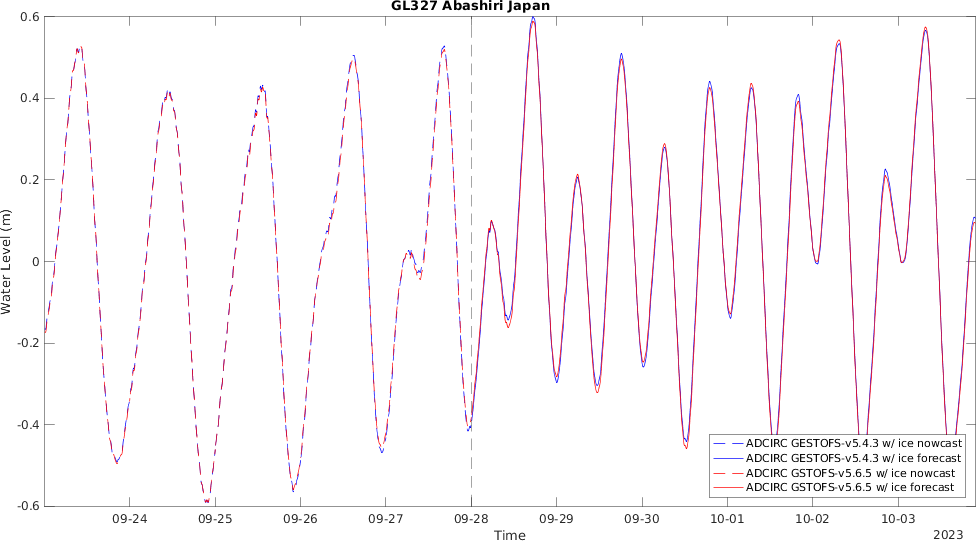 GL327 Abashiri Japan
0.6
0.4
0.2
0
-0.2
-0.4
-0.6
Water Level (m)
ADCIRC GESTOFS-v5.4.3 w/ ice nowcast
ADCIRC GESTOFS-v5.4.3 w/ ice forecast
ADCIRC GSTOFS-v5.6.5 w/ ice nowcast
ADCIRC GSTOFS-v5.6.5 w/ ice forecast
09-24 09-25 09-26 09-27 09-28 09-29 09-30 10-01 10-02 10-03
Time
2023